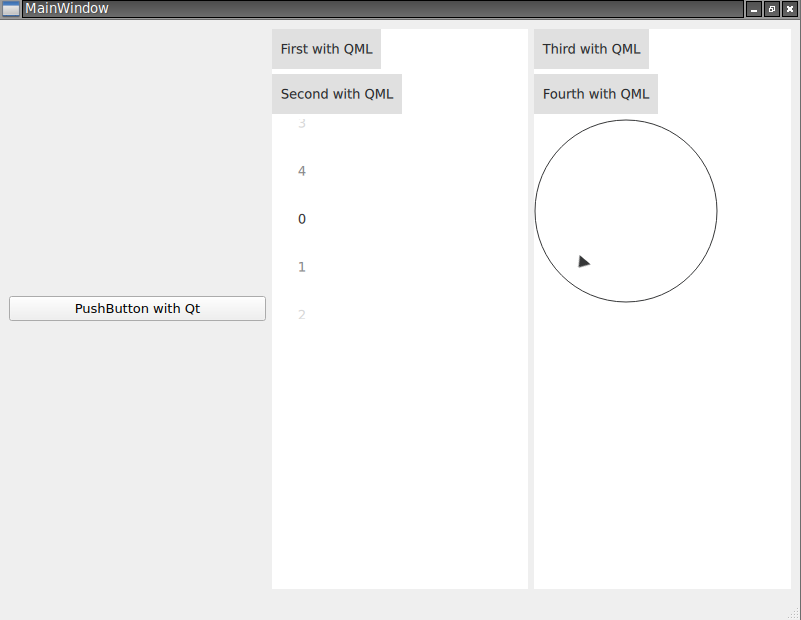 MainWindow
PushButton with Qt
First with QML
Second with QML
3
4
0
1
2
Third with QML
Fourth with QML